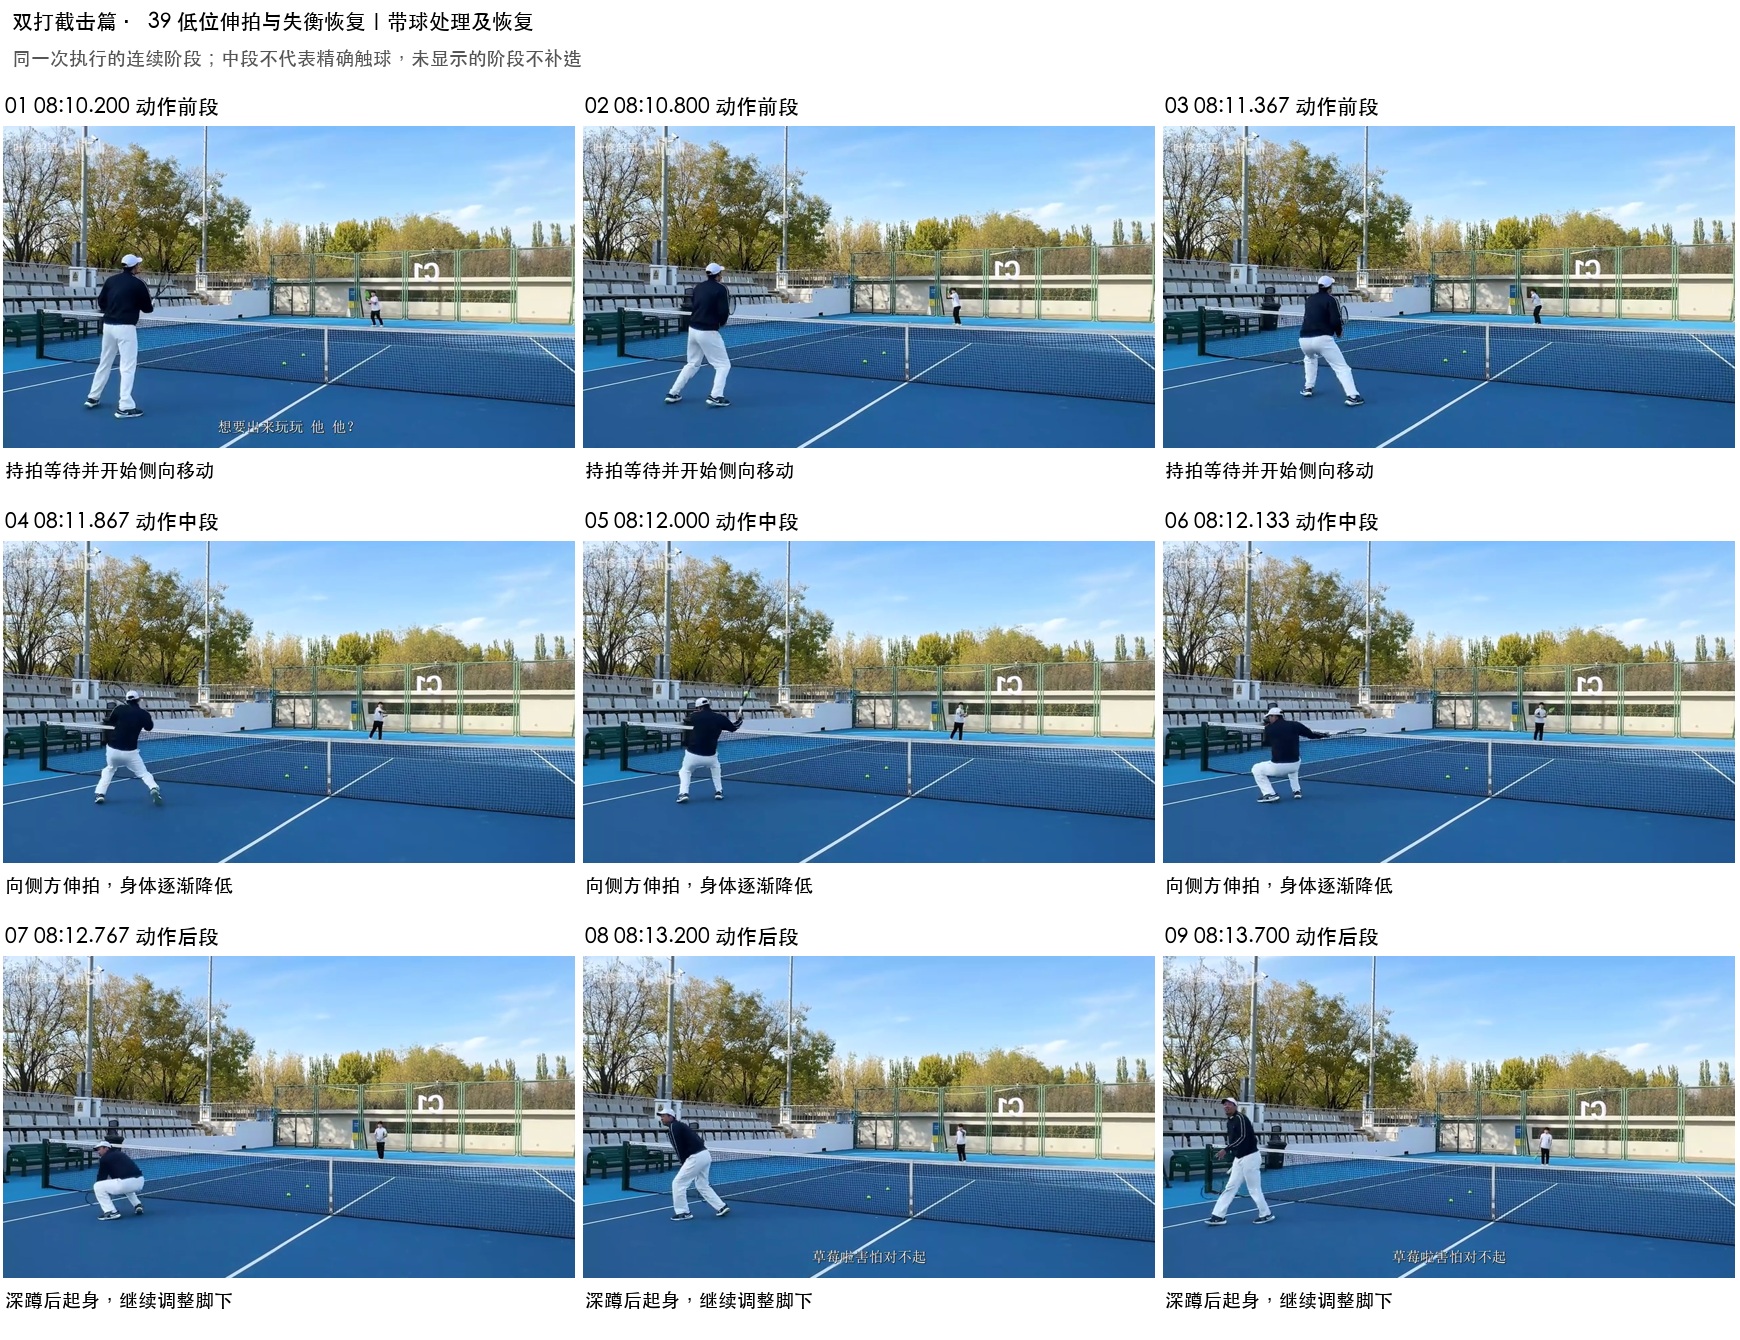 双打截击篇· 39 低位伸拍与失衡恢复丨带球处理及恢复
同一次执行的连续阶段；中段不代表精确触球，未显示的阶段不补造
01 08:10.200 动作前段
02 08:10.800 动作前段
03 08:11.367 动作前段
C1
C1
C1
想要出来玩玩 他 他?
持拍等待并开始侧向移动
持拍等待并开始侧向移动
持拍等待并开始侧向移动
04 08:11.867 动作中段
05 08:12.000 动作中段
06 08:12.133 动作中段
C1
C1
C1
向侧方伸拍，身体逐渐降低
向侧方伸拍，身体逐渐降低
向侧方伸拍，身体逐渐降低
07 08:12.767 动作后段
08 08:13.200 动作后段
09 08:13.700 动作后段
C1
C1
C1
草莓啦害怕对不起
草莓啦害怕对不起
深蹲后起身，继续调整脚下
深蹲后起身，继续调整脚下
深蹲后起身，继续调整脚下